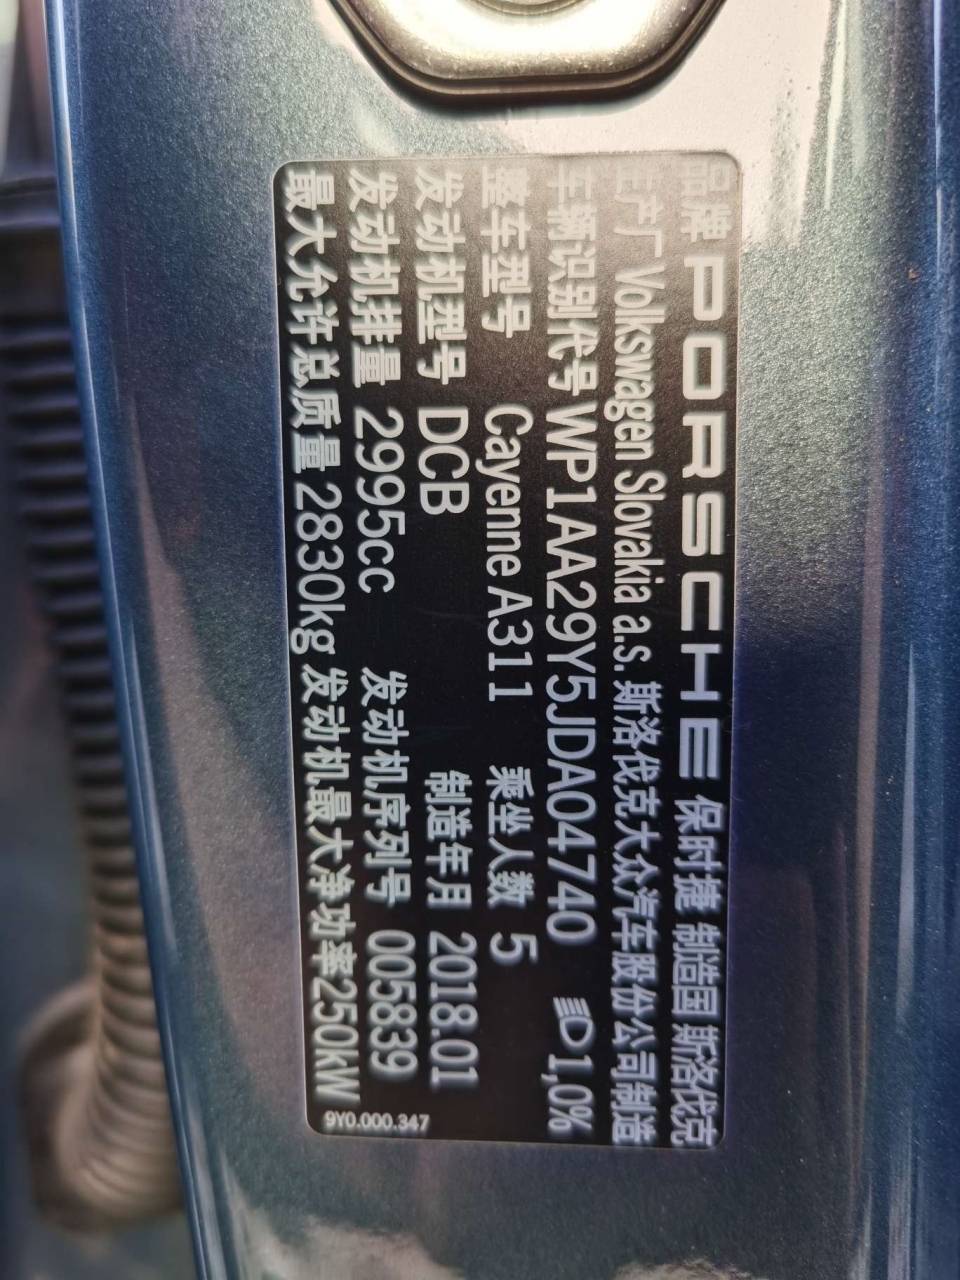 品牌 PORSCHE 保时捷 制造国 斯洛伐克
生产厂 Volkswagen Slovakia a.s. 斯洛伐克大众汽车股份公司制造
车辆识别代号 WP1AA29Y5JDA04740 1,0%
整车型号 Cayenne A311 乘坐人数 5
发动机型号 DCB 制造年月 2018.01
发动机排量 2995cc 发动机序列号 005839
最大允许总质量 2830kg 发动机最大净功率250kW
9Y0.000.347